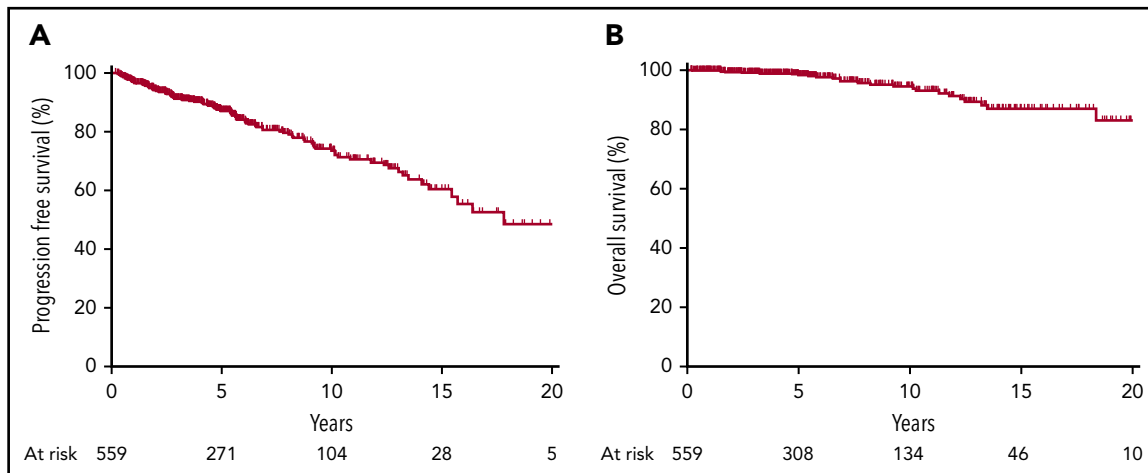 A
Progression free survival (%)
100
80
60
40
20
0
0 5 10 15 20
Years
At risk 559 271 104 28 5
B
Overall survival (%)
100
80
60
40
20
0
0 5 10 15 20
Years
559 308 134 46 10
At risk